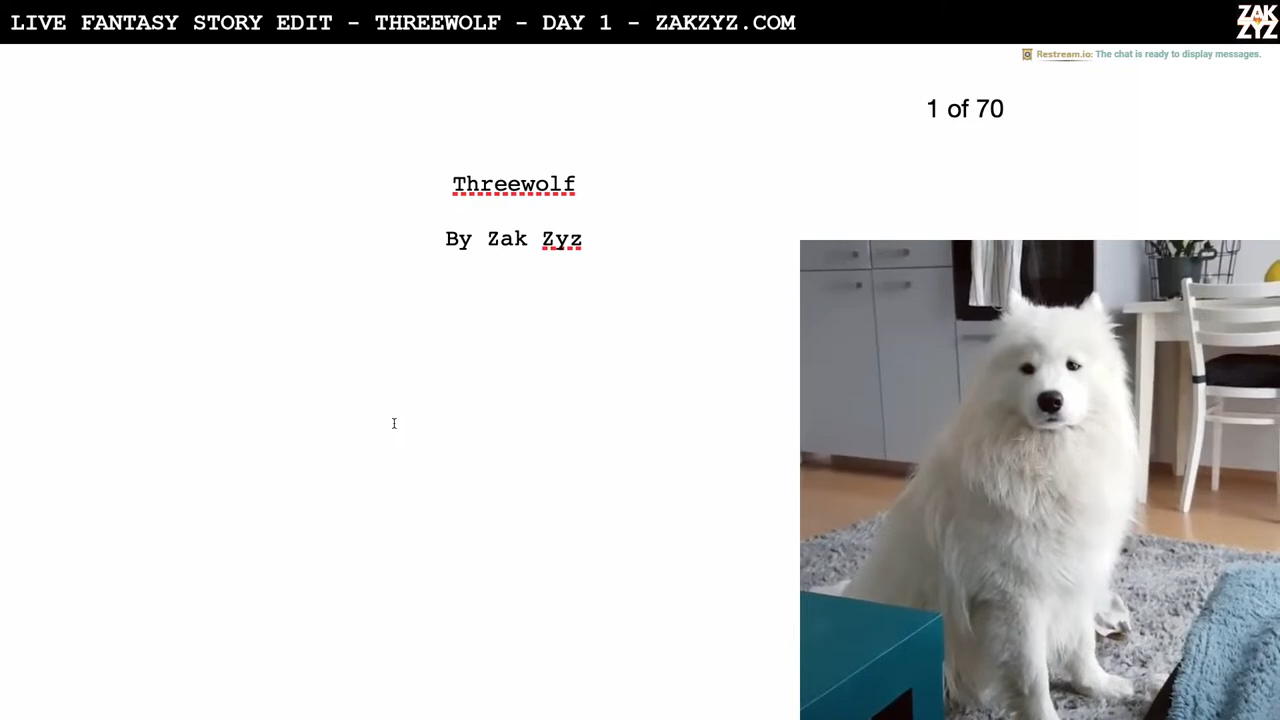 LIVE FANTASY STORY EDIT - THREEWOLF - DAY 1 - ZAKZYZ.COM
ZAK
ZYZ
Restream.io: The chat is ready to display messages.
1 of 70
Threewolf
By Zak Zyz